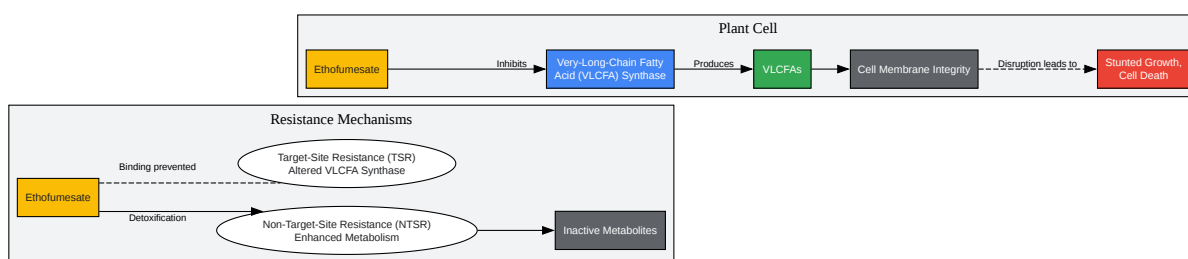 Plant Cell
Ethofumesate
Inhibits
Very-Long-Chain Fatty
Acid (VLCFA) Synthase
Produces
VLCFAs
Cell Membrane Integrity
Disruption leads to
Stunted Growth,
Cell Death
Resistance Mechanisms
Ethofumesate
Binding prevented
Target-Site Resistance (TSR)
Altered VLCFA Synthase
Detoxification
Non-Target-Site Resistance (NTSR)
Enhanced Metabolism
Inactive Metabolites